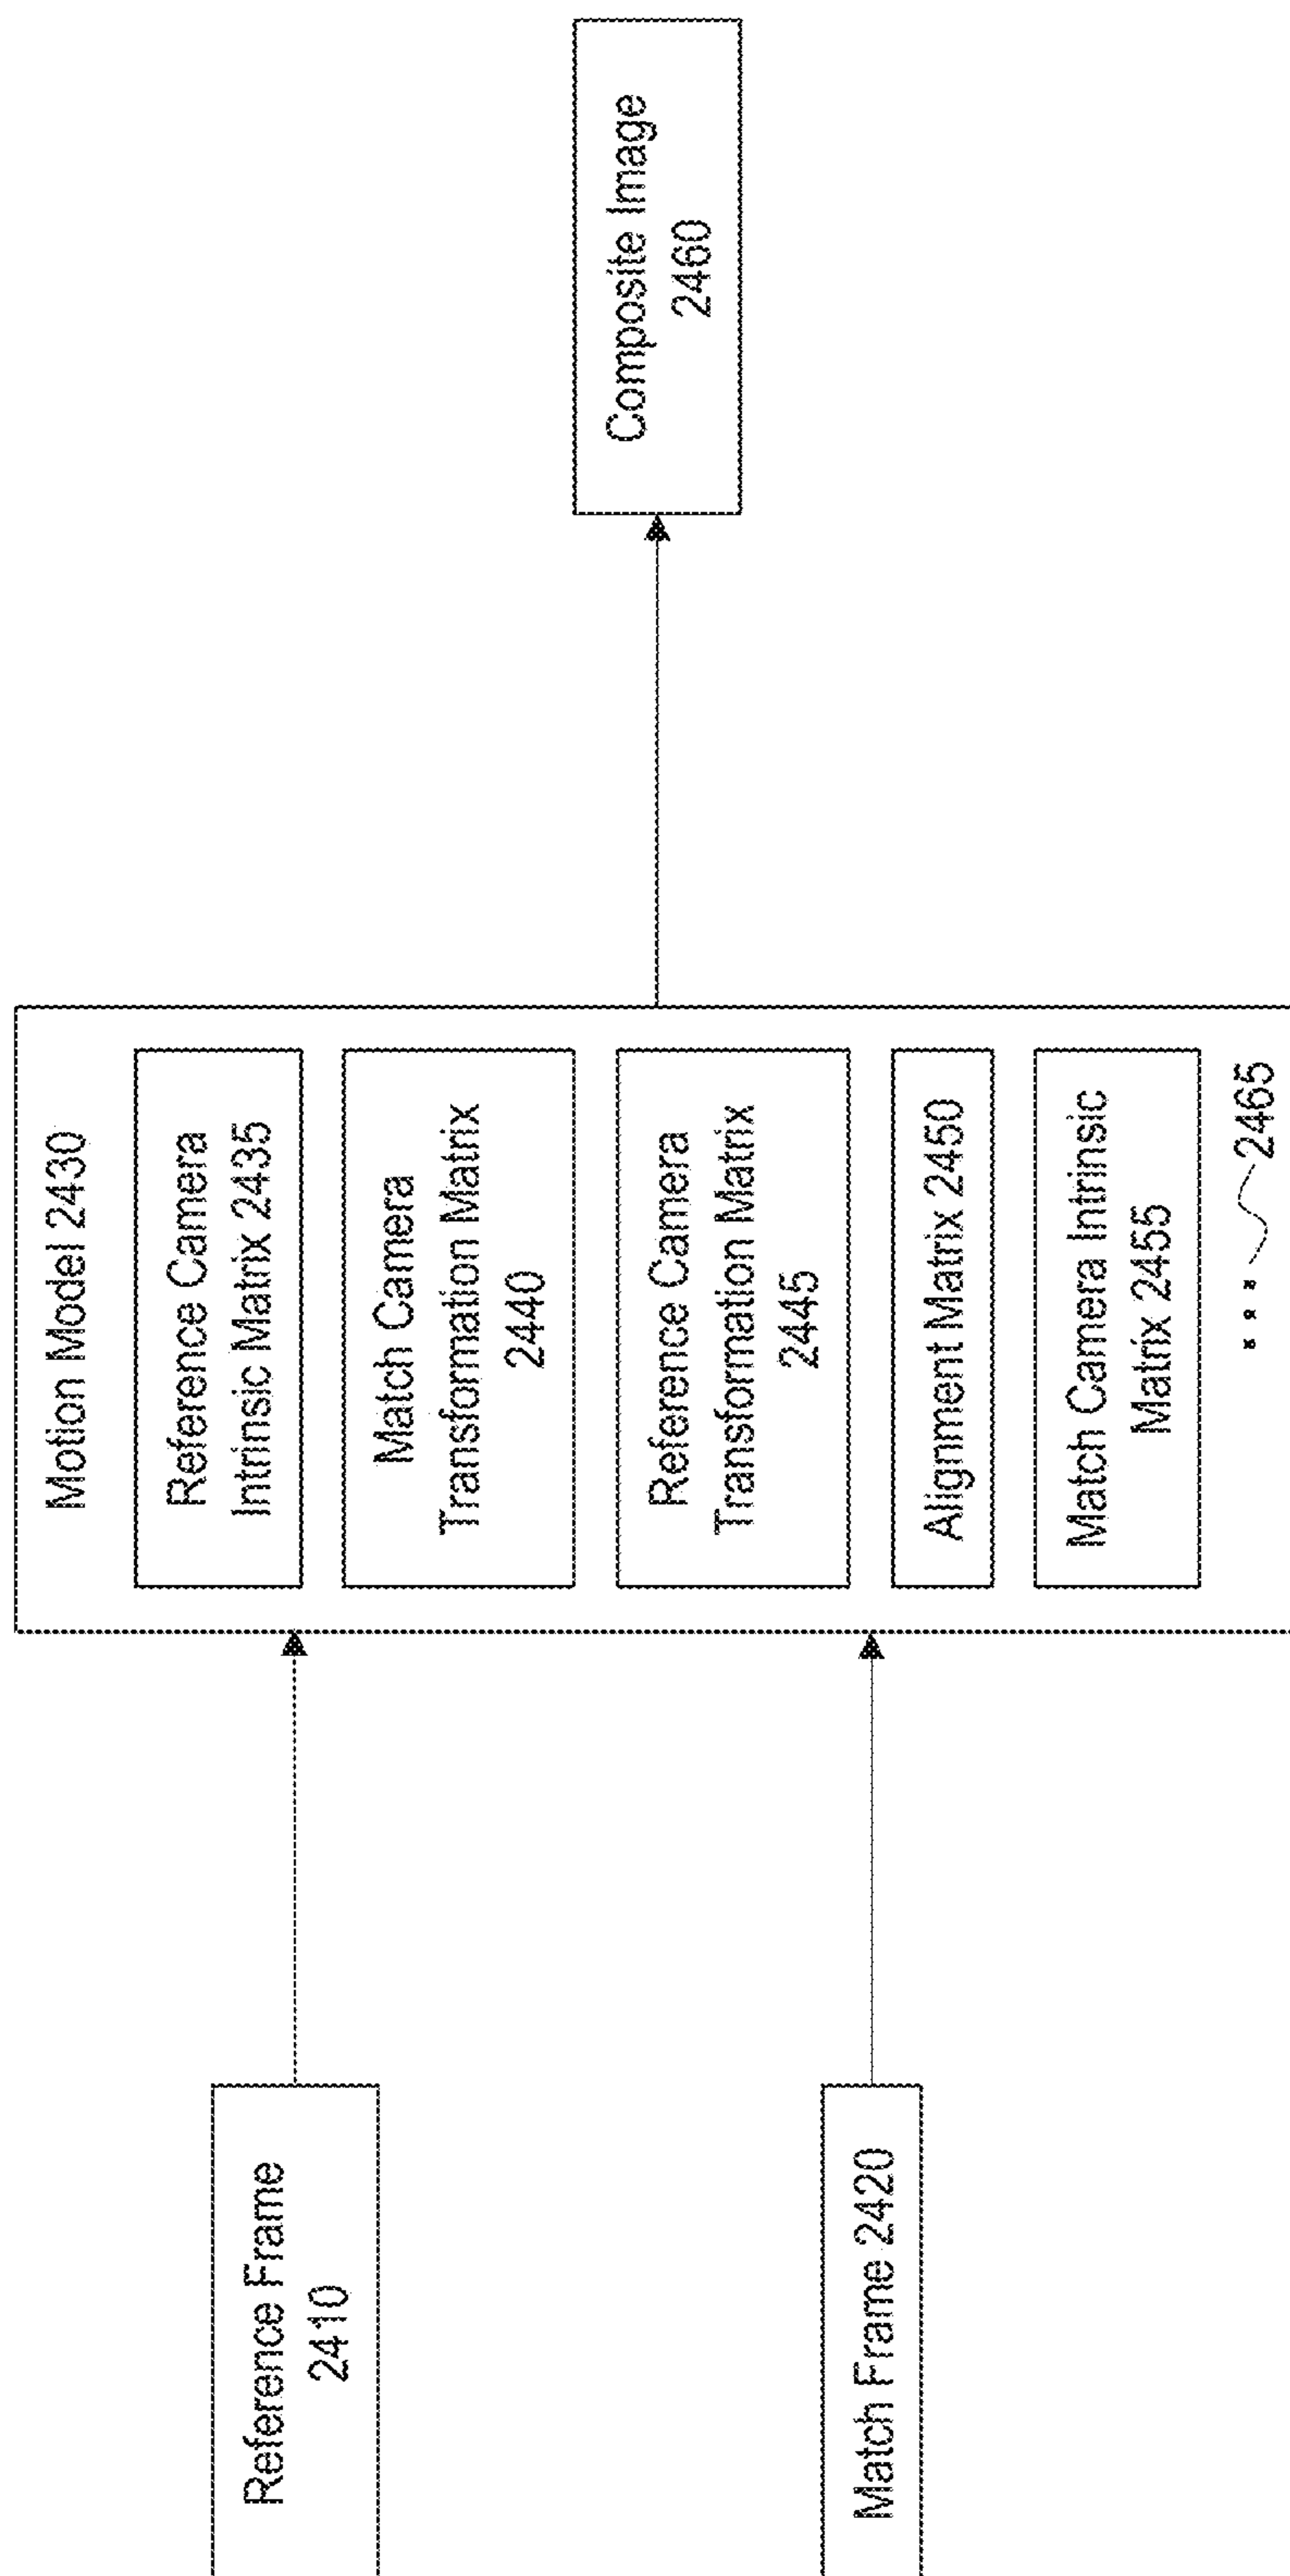 Reference Frame
2410
Match Frame 2420
Motion Model 2430
Reference Camera
Intrinsic Matrix 2435
Match Camera
Transformation Matrix
2440
Reference Camera
Transformation Matrix
2445
Alignment Matrix 2450
Match Camera Intrinsic
Matrix 2455
2465
Composite Image
2460